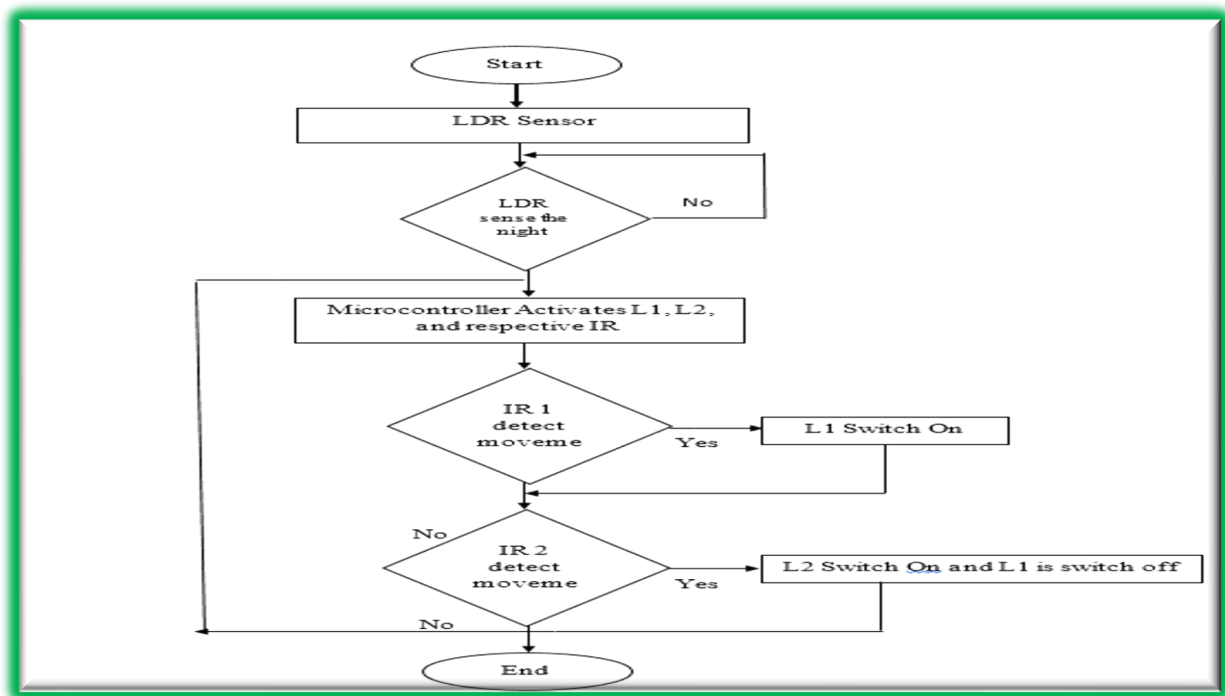 Start
LDR Sensor
LDR
sense the
night
No
Microcontroller Activates L1, L2,
and respective IR
IR 1
detect
moveme
Yes
L1 Switch On
No
IR 2
detect
moveme
Yes
L2 Switch On and L1 is switch off
No
End